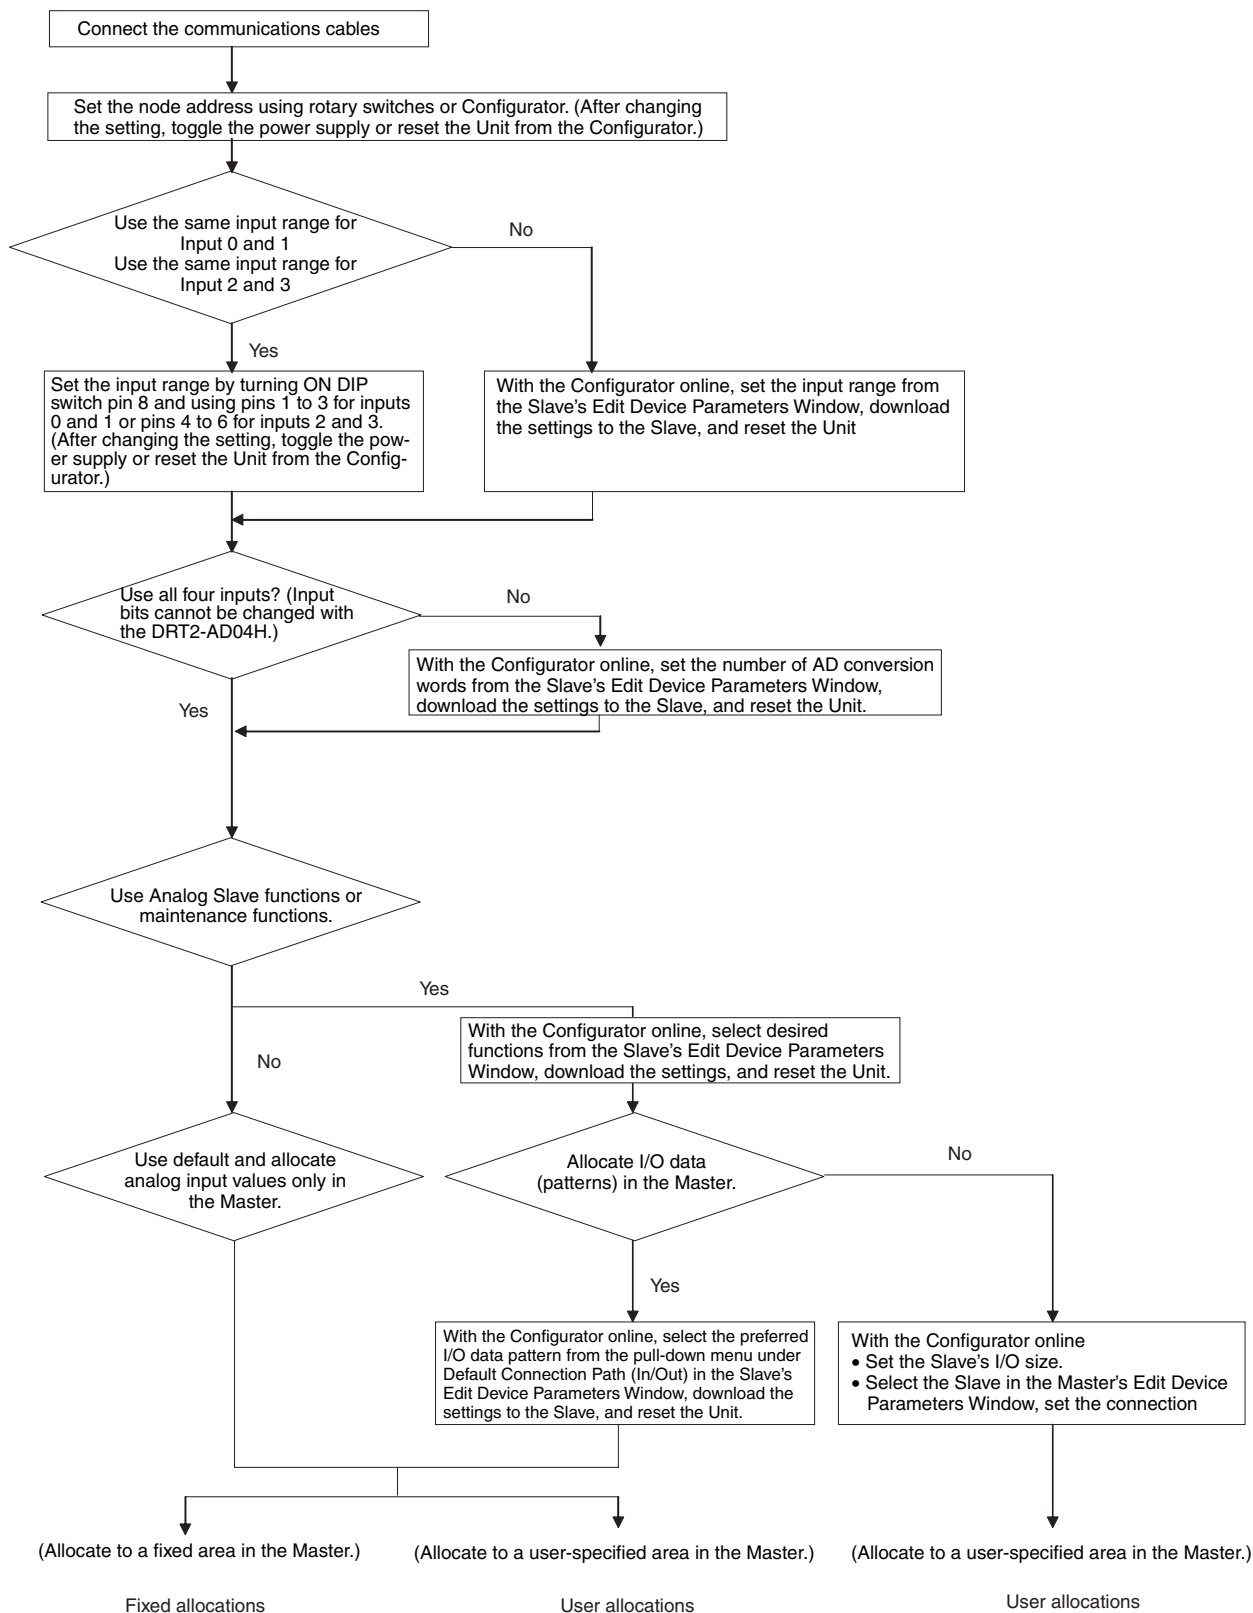 Connect the communications cables
Set the node address using rotary switches or Configurator. (After changing
the setting, toggle the power supply or reset the Unit from the Configurator.)
Use the same input range for
Input 0 and 1
Use the same input range for
Input 2 and 3
No
Yes
Set the input range by turning ON DIP
switch pin 8 and using pins 1 to 3 for inputs
0 and 1 or pins 4 to 6 for inputs 2 and 3.
(After changing the setting, toggle the pow-
er supply or reset the Unit from the Config-
urator.)
With the Configurator online, set the input range from
the Slave's Edit Device Parameters Window, download
the settings to the Slave, and reset the Unit
Use all four inputs? (Input
bits cannot be changed with
the DRT2-AD04H.)
No
With the Configurator online, set the number of AD conversion
words from the Slave's Edit Device Parameters Window,
download the settings to the Slave, and reset the Unit.
Yes
Use Analog Slave functions or
maintenance functions.
Yes
With the Configurator online, select desired
functions from the Slave's Edit Device Parameters
Window, download the settings, and reset the Unit.
No
Use default and allocate
analog input values only in
the Master.
Allocate I/O data
(patterns) in the Master.
No
Yes
With the Configurator online, select the preferred
I/O data pattern from the pull-down menu under
Default Connection Path (In/Out) in the Slave's
Edit Device Parameters Window, download the
settings to the Slave, and reset the Unit.
With the Configurator online
• Set the Slave's I/O size.
• Select the Slave in the Master's Edit Device
Parameters Window, set the connection
(Allocate to a fixed area in the Master.)
(Allocate to a user-specified area in the Master.)
(Allocate to a user-specified area in the Master.)
Fixed allocations
User allocations
User allocations